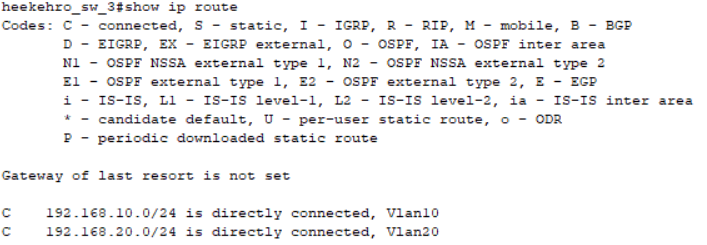 heekehro_sw_3#show ip route
Codes: C - connected, S - static, I - IGRP, R - RIP, M - mobile, B - BGP
D - EIGRP, EX - EIGRP external, O - OSPF, IA - OSPF inter area
N1 - OSPF NSSA external type 1, N2 - OSPF NSSA external type 2
E1 - OSPF external type 1, E2 - OSPF external type 2, E - EGP
i - IS-IS, L1 - IS-IS level-1, L2 - IS-IS level-2, ia - IS-IS inter area
* - candidate default, U - per-user static route, o - ODR
P - periodic downloaded static route
Gateway of last resort is not set
C 192.168.10.0/24 is directly connected, Vlan10
C 192.168.20.0/24 is directly connected, Vlan20